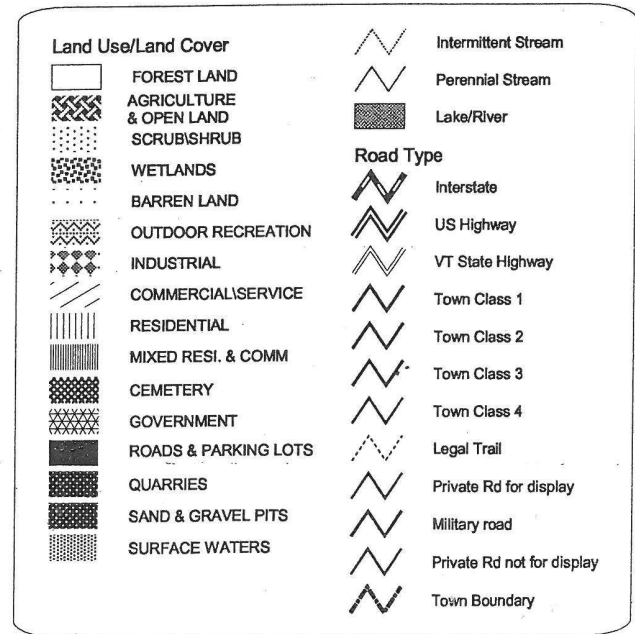 Land Use/Land Cover
FOREST LAND
AGRICULTURE
& OPEN LAND
SCRUB\SHRUB
WETLANDS
BARREN LAND
OUTDOOR RECREATION
INDUSTRIAL
COMMERCIAL\SERVICE
RESIDENTIAL
MIXED RESI. & COMM
CEMETERY
GOVERNMENT
ROADS & PARKING LOTS
QUARRIES
SAND & GRAVEL PITS
SURFACE WATERS
Intermittent Stream
Perennial Stream
Lake/River
Road Type
Interstate
US Highway
VT State Highway
Town Class 1
Town Class 2
Town Class 3
Town Class 4
Legal Trail
Private Rd for display
Military road
Private Rd not for display
Town Boundary